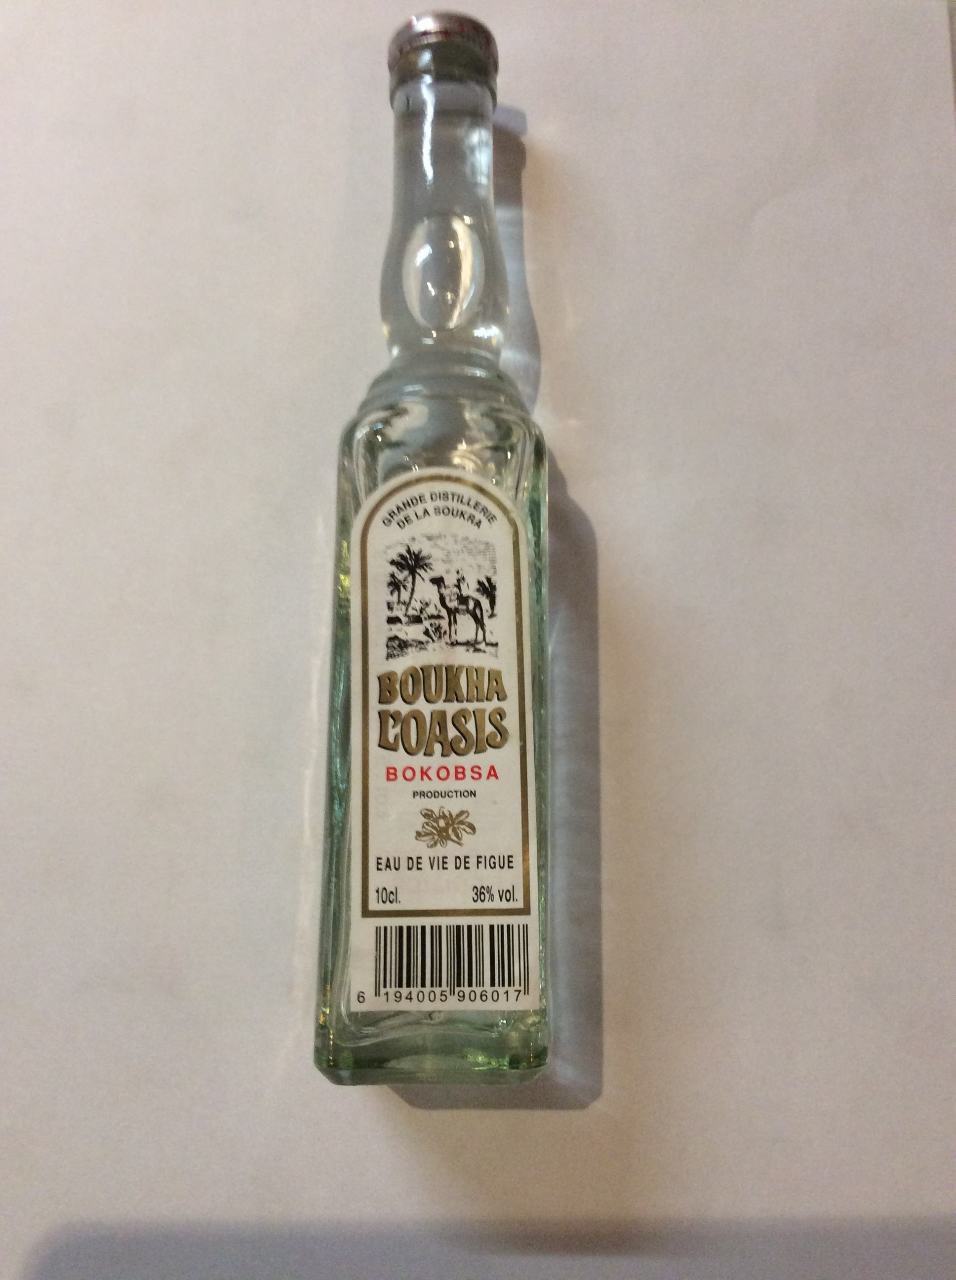 GRANDE DISTILLERIE
DE LA SOUKRA
BOUKHA
L'OASIS
BOKOBSA
PRODUCTION
EAU DE VIE DE FIGUE
10cl. 36% vol.
6 194005 906017